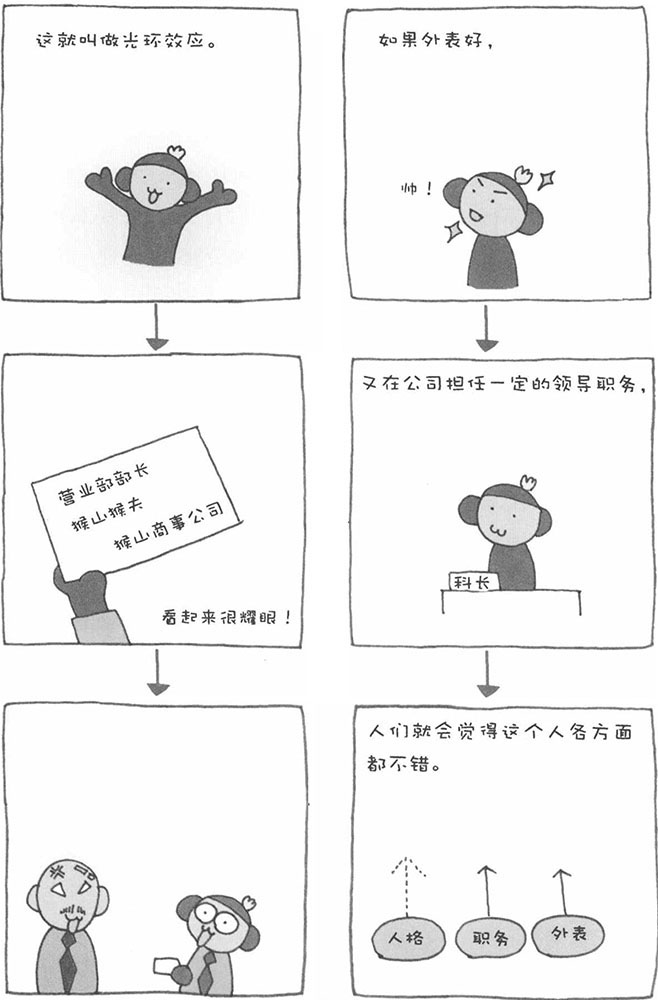 如果外表好，
帅！
又在公司担任一定的领导职务，
科长
人们就会觉得这个人各方面
都不错。
人格
职务
外表
这就叫做光环效应。
营业部部长
猴山猴夫
猴山商事公司
看起来很耀眼！